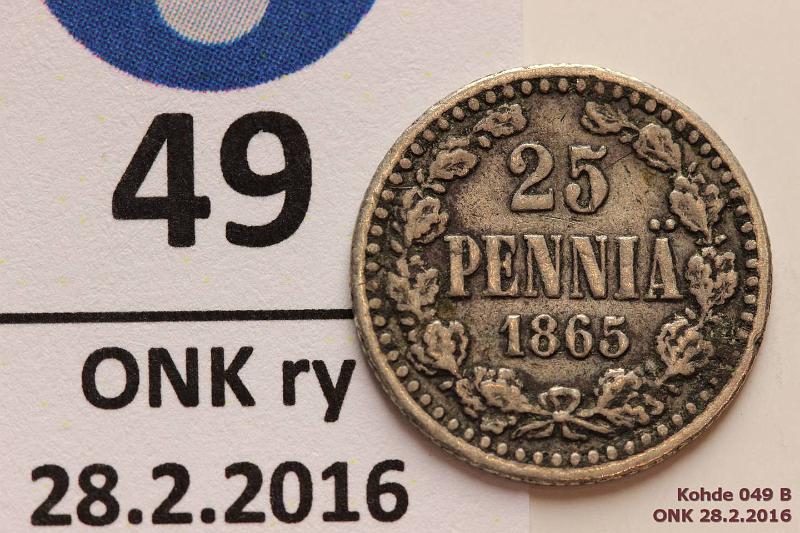 49
ONK ry
28.2.2016
25
PENNIÄ
1865
Kohde 049 B
ONK 28.2.2016